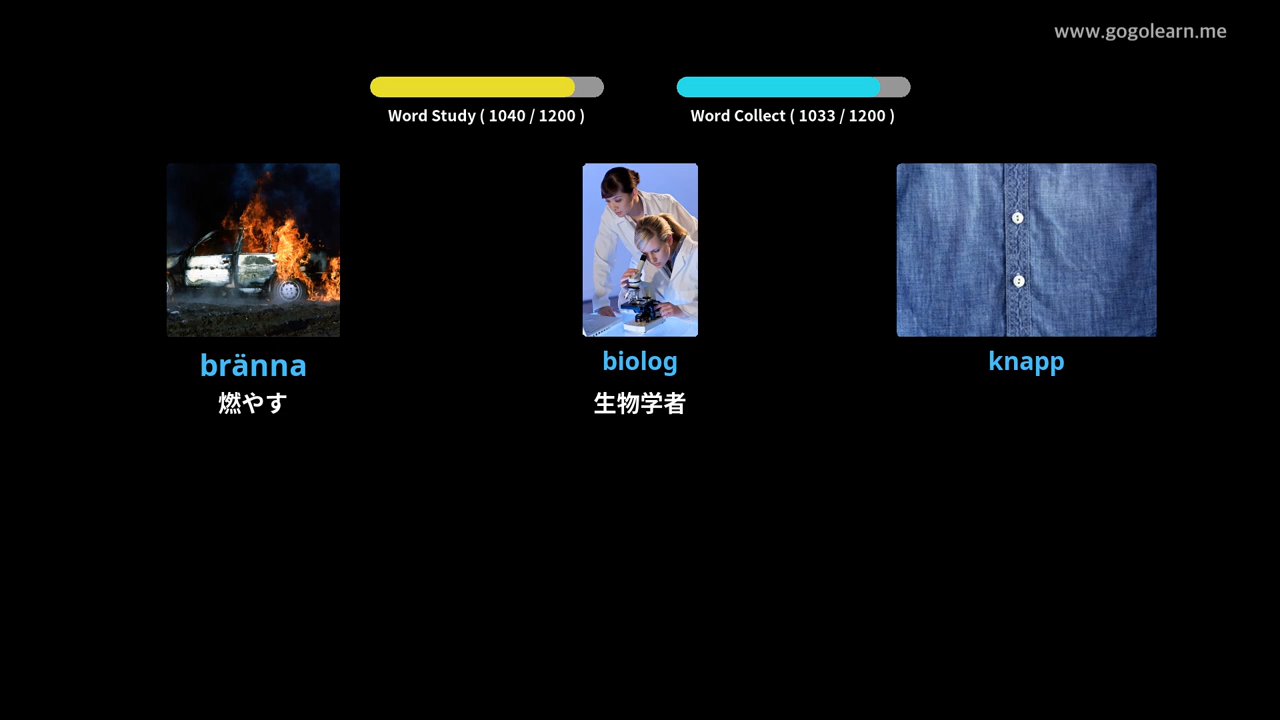 www.gogolearn.me
Word Study ( 1040 / 1200 )
Word Collect ( 1033 / 1200 )
bränna
燃やす
biolog
生物学者
knapp